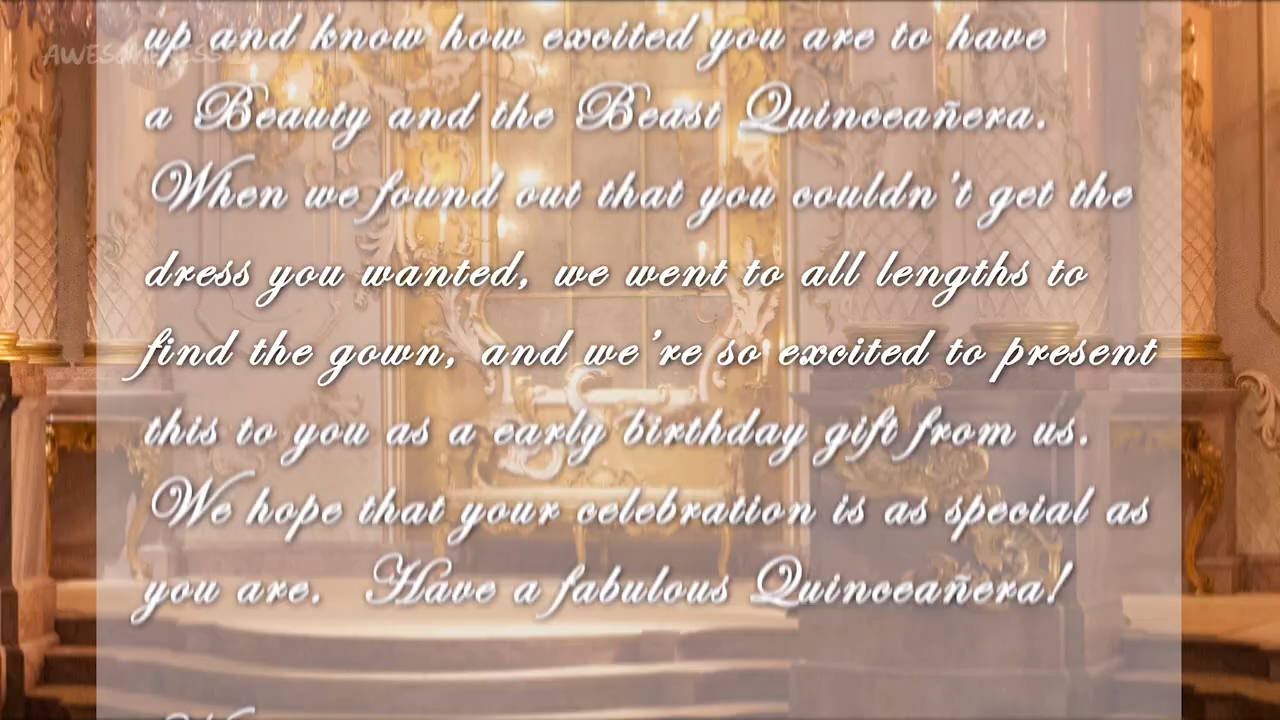 AWESOMENESS TV
up and know how excited you are to have
a Beauty and the Beast Quinceañera.
When we found out that you couldn't get the
dress you wanted, we went to all lengths to
find the gown, and we're so excited to present
this to you as a early birthday gift from us.
We hope that your celebration is as special as
you are. Have a fabulous Quinceañera!